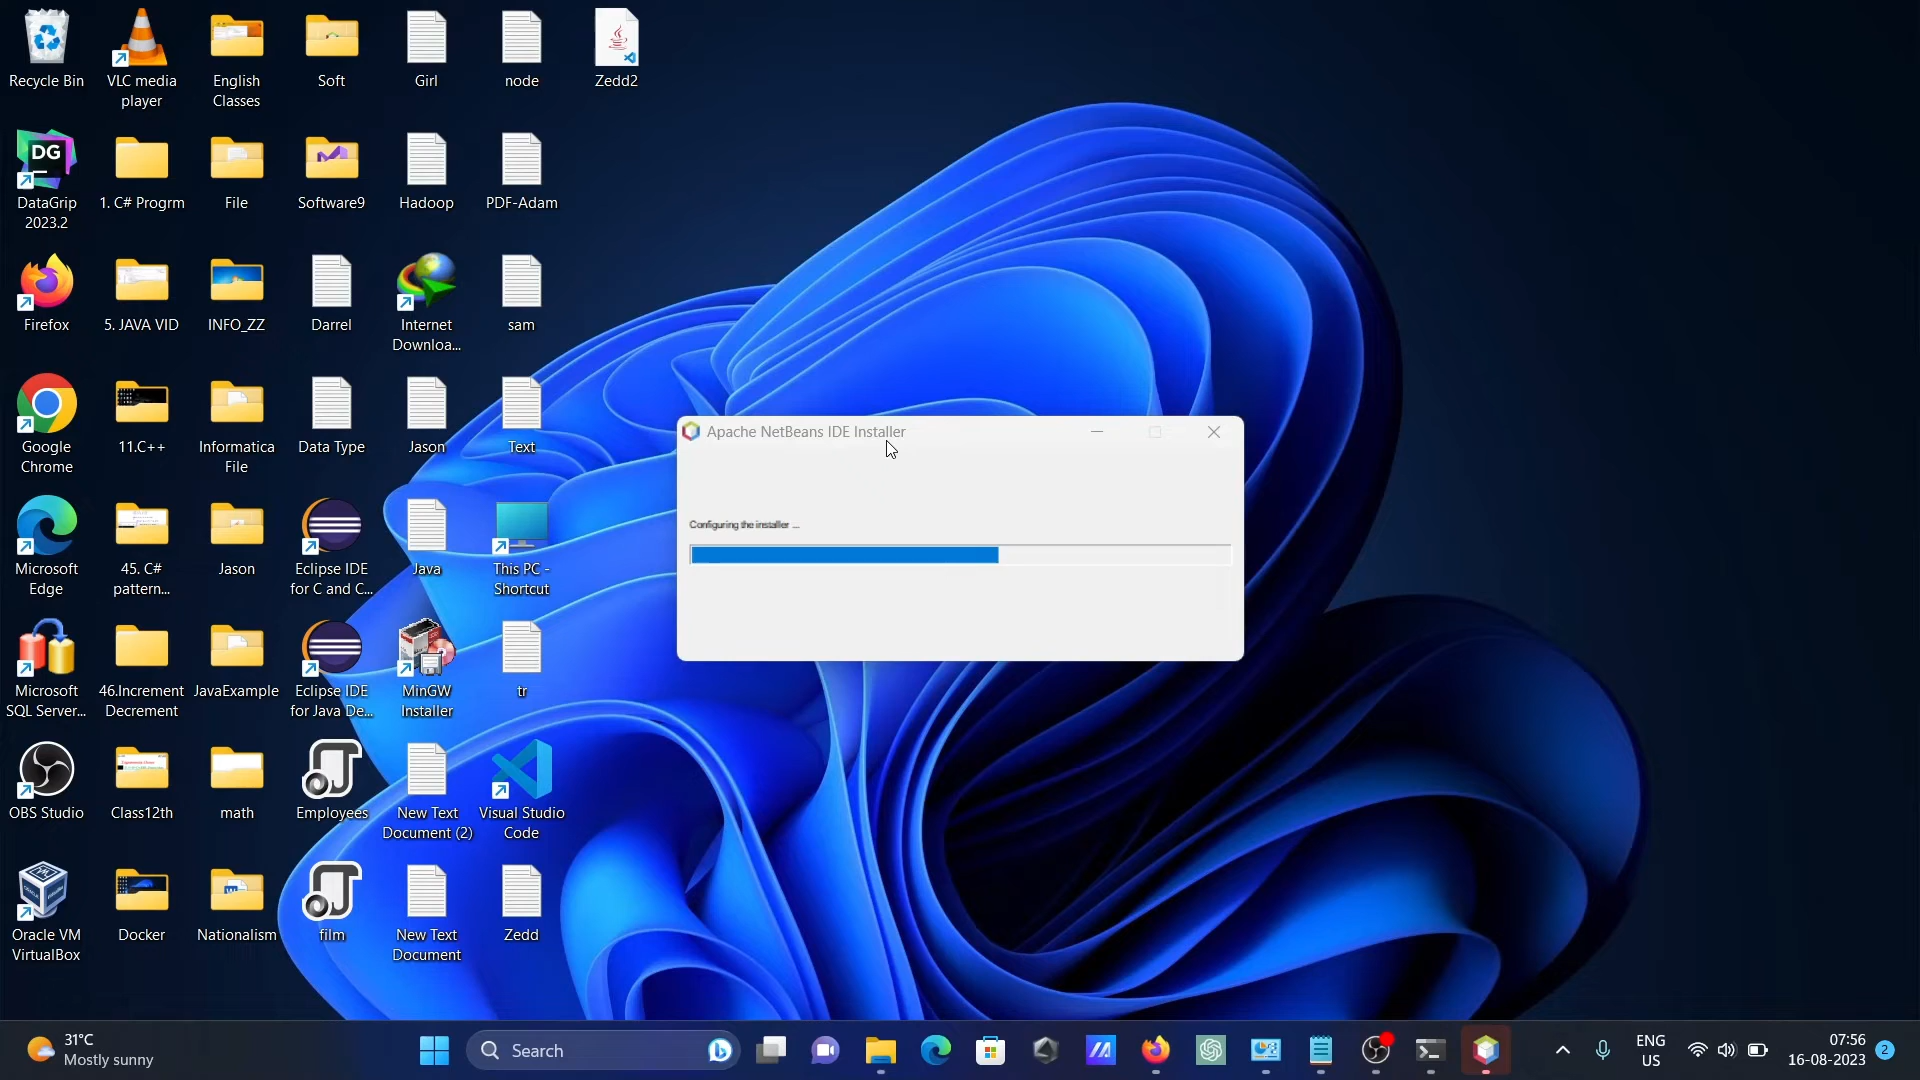 Recycle Bin
VLC media
player
English
Classes
Soft
Girl
node
Zedd2
DG
DataGrip
2023.2
1. C# Progrm
File
Software9
Hadoop
PDF-Adam
Firefox
5. JAVA VID
INFO_ZZ
Darrel
Internet
Downloa...
sam
Google
Chrome
11.C++
Informatica
File
Data Type
Jason
Text
Microsoft
Edge
45. C#
pattern...
Jason
Eclipse IDE
for C and C...
Java
This PC -
Shortcut
Microsoft
SQL Server...
46.Increment
Decrement
JavaExample
Eclipse IDE
for Java De...
MinGW
Installer
tr
OBS Studio
Class12th
math
Employees
New Text
Document (2)
Visual Studio
Code
Oracle VM
VirtualBox
Docker
Nationalism
film
New Text
Document
Zedd
Apache NetBeans IDE Installer
Configuring the installer ...
31°C
Mostly sunny
Search
ENG
US
07:56
16-08-2023
2